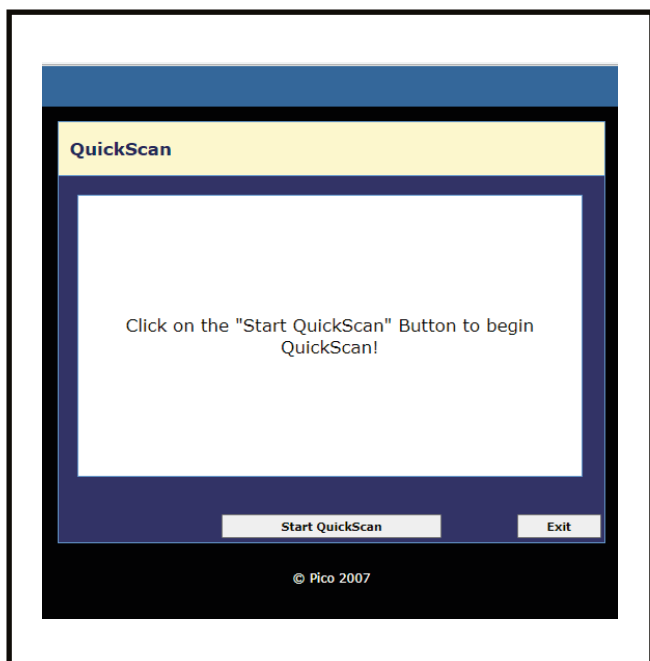 QuickScan
Click on the "Start QuickScan" Button to begin
QuickScan!
Start QuickScan
Exit
© Pico 2007